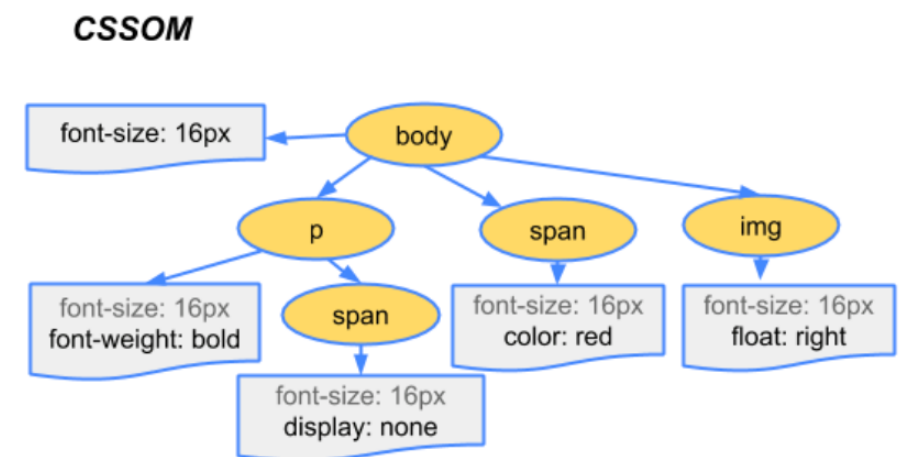 CSSOM
font-size: 16px
body
p
span
img
font-size: 16px
font-weight: bold
span
font-size: 16px
color: red
font-size: 16px
float: right
font-size: 16px
display: none